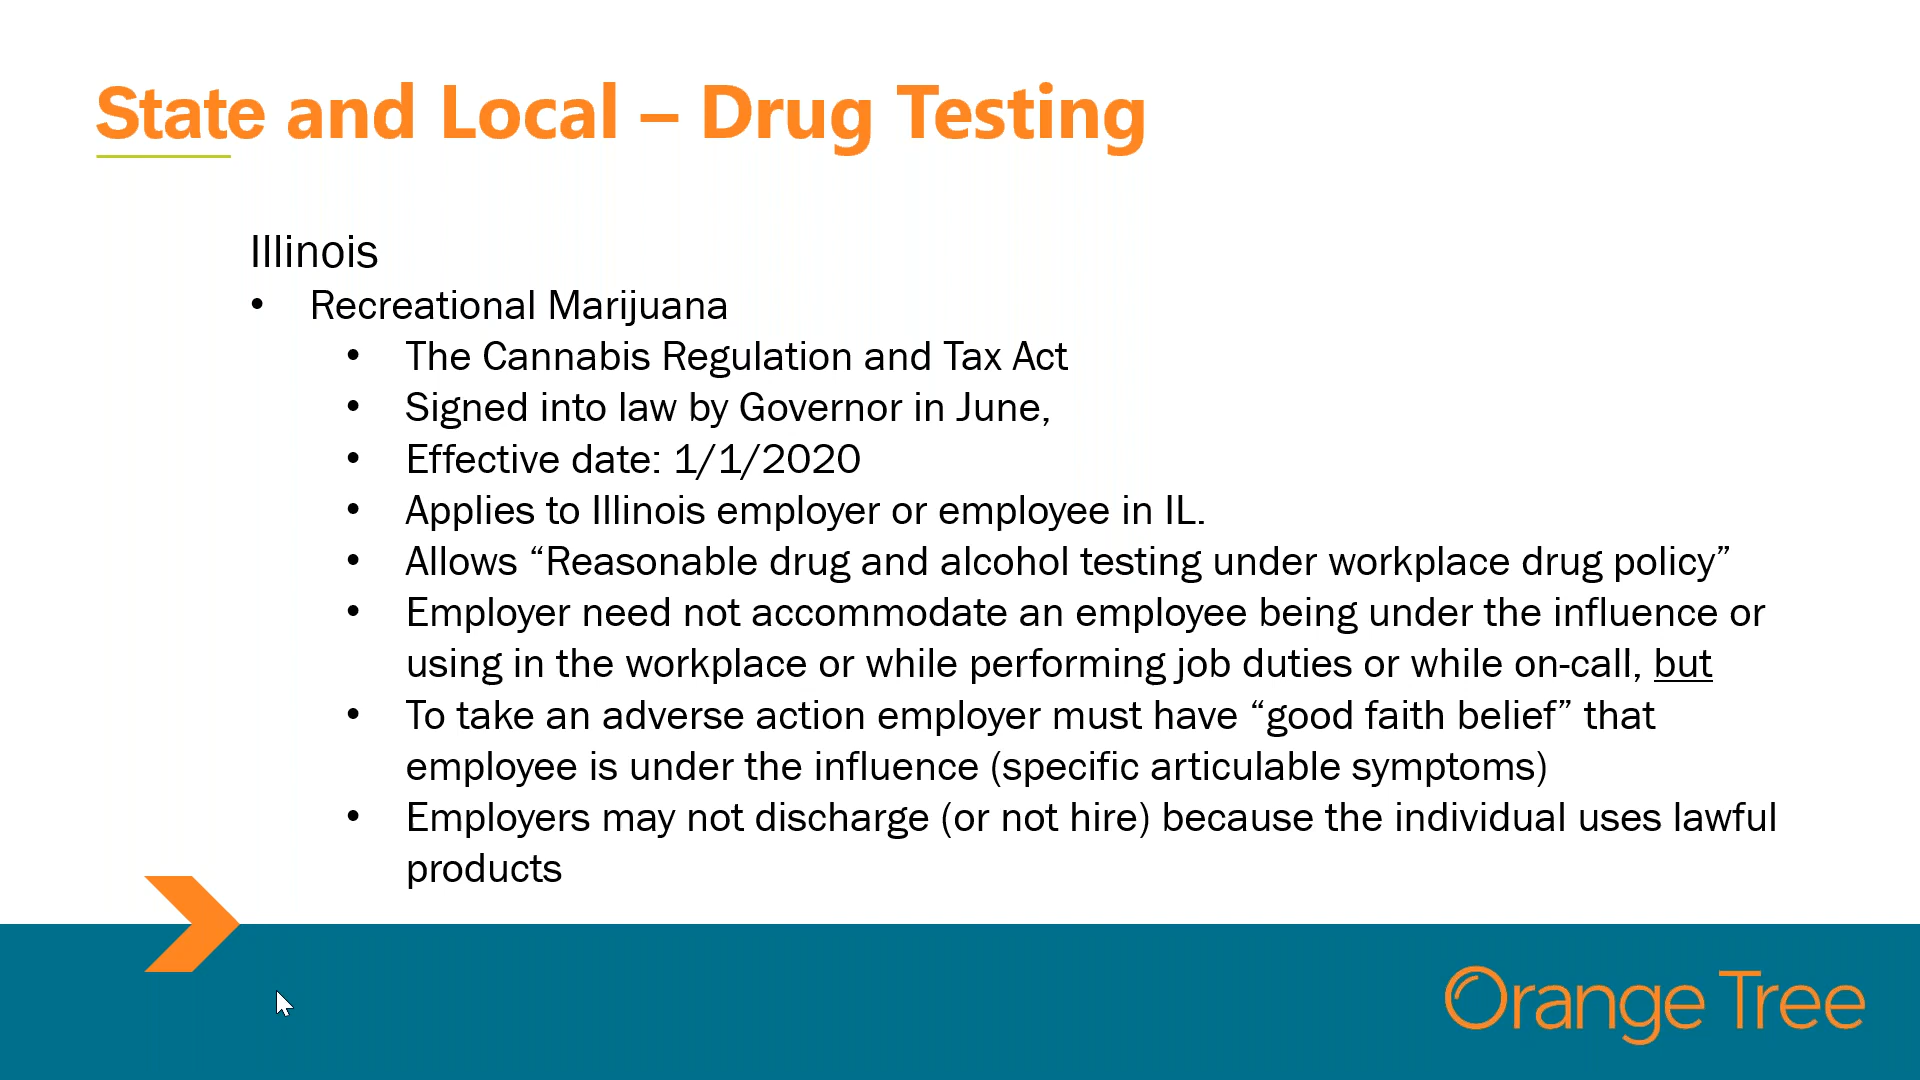 State and Local – Drug Testing
Illinois
• Recreational Marijuana
• The Cannabis Regulation and Tax Act
• Signed into law by Governor in June,
• Effective date: 1/1/2020
• Applies to Illinois employer or employee in IL.
• Allows “Reasonable drug and alcohol testing under workplace drug policy”
• Employer need not accommodate an employee being under the influence or
using in the workplace or while performing job duties or while on-call, but
• To take an adverse action employer must have “good faith belief” that
employee is under the influence (specific articulable symptoms)
• Employers may not discharge (or not hire) because the individual uses lawful
products
Orange Tree